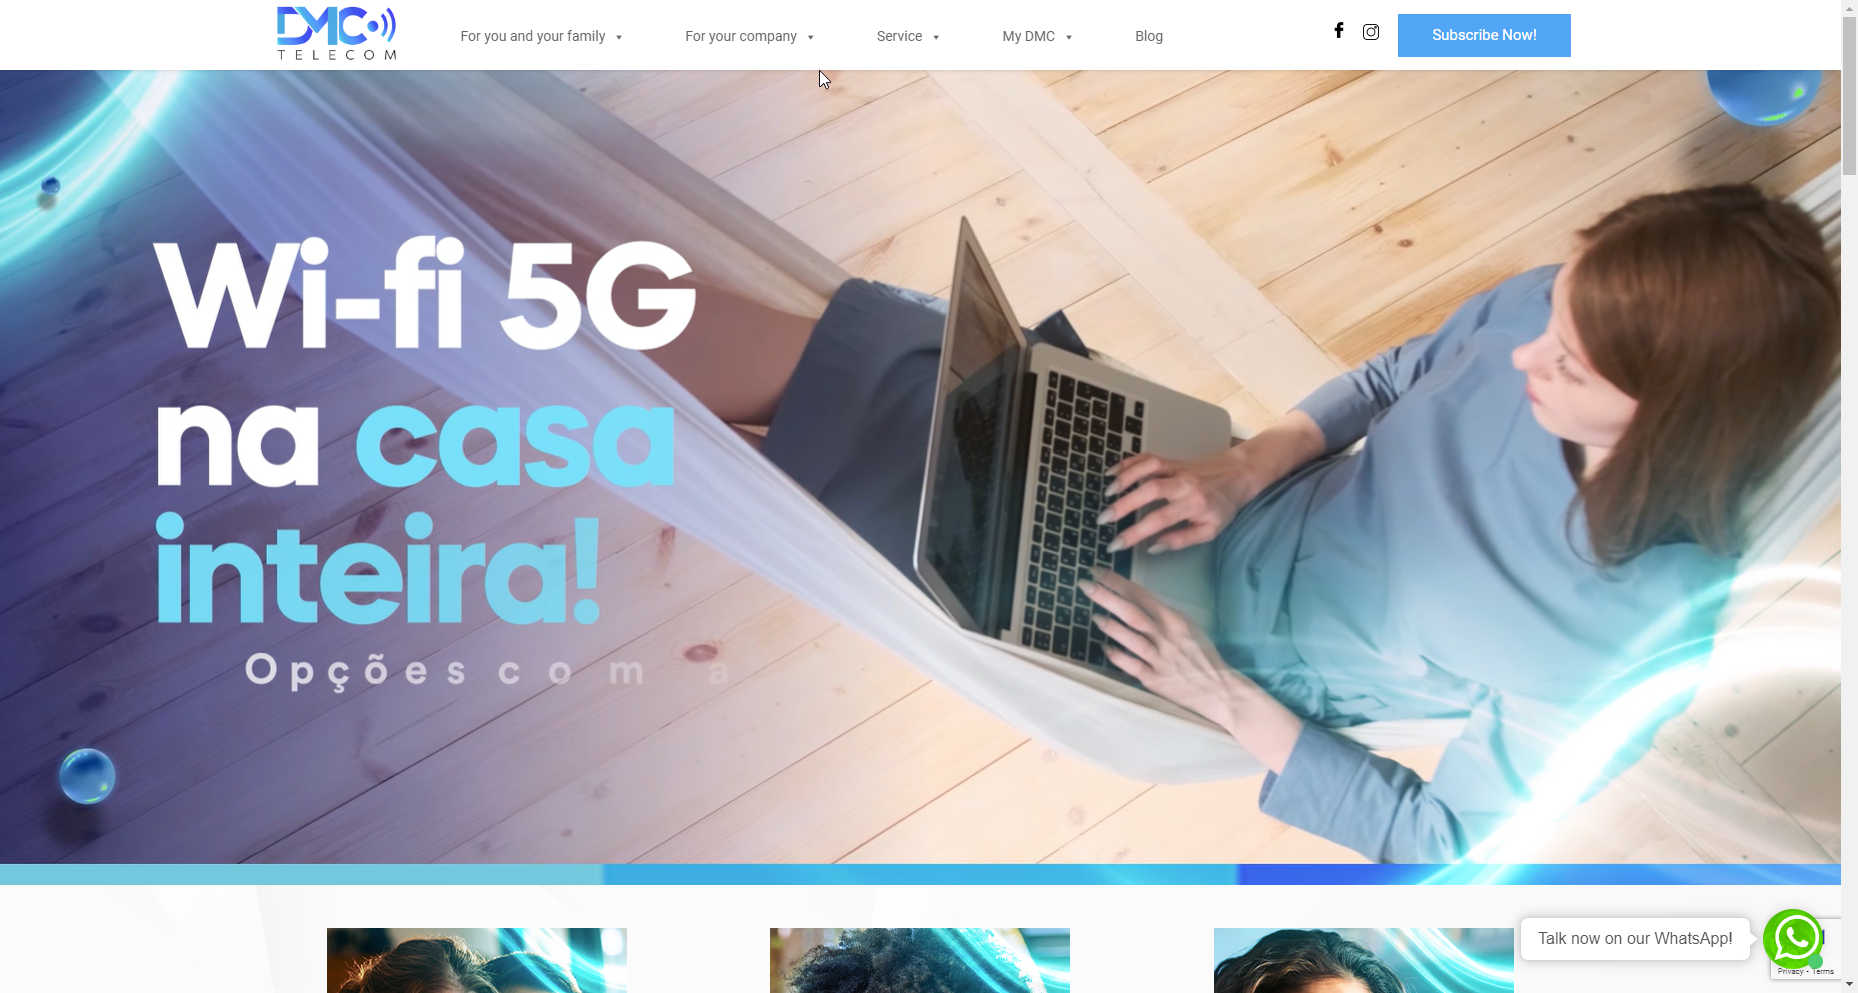 DMC
TELECOM
For you and your family
For your company
Service
My DMC
Blog
Subscribe Now!
Wi-fi 5G
na casa
inteira!
Opções com a
Talk now on our WhatsApp!
Privacy - Terms